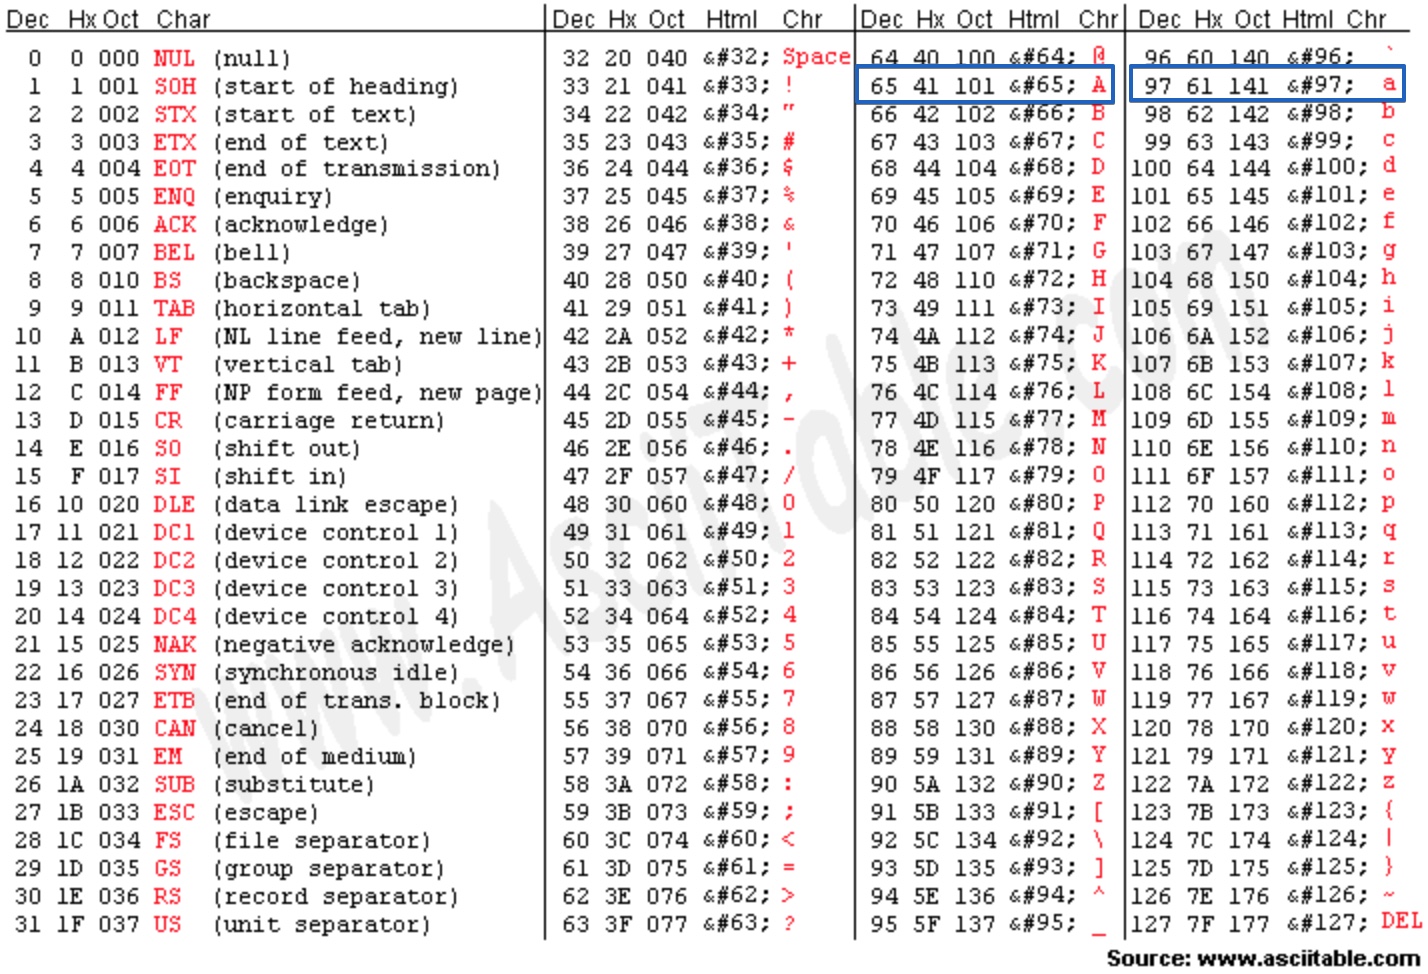 Dec Hx Oct Char Dec Hx Oct Html Chr Dec Hx Oct Html Chr Dec Hx Oct Html Chr
0 0 000 NUL (null) 32 20 040 &#32; Space 64 40 100 &#64; @ 96 60 140 &#96; `
1 1 001 SOH (start of heading) 33 21 041 &#33; ! 65 41 101 &#65; A 97 61 141 &#97; a
2 2 002 STX (start of text) 34 22 042 &#34; " 66 42 102 &#66; B 98 62 142 &#98; b
3 3 003 ETX (end of text) 35 23 043 &#35; # 67 43 103 &#67; C 99 63 143 &#99; c
4 4 004 EOT (end of transmission) 36 24 044 &#36; $ 68 44 104 &#68; D 100 64 144 &#100; d
5 5 005 ENQ (enquiry) 37 25 045 &#37; % 69 45 105 &#69; E 101 65 145 &#101; e
6 6 006 ACK (acknowledge) 38 26 046 &#38; & 70 46 106 &#70; F 102 66 146 &#102; f
7 7 007 BEL (bell) 39 27 047 &#39; ' 71 47 107 &#71; G 103 67 147 &#103; g
8 8 010 BS (backspace) 40 28 050 &#40; ( 72 48 110 &#72; H 104 68 150 &#104; h
9 9 011 TAB (horizontal tab) 41 29 051 &#41; ) 73 49 111 &#73; I 105 69 151 &#105; i
10 A 012 LF (NL line feed, new line) 42 2A 052 &#42; * 74 4A 112 &#74; J 106 6A 152 &#106; j
11 B 013 VT (vertical tab) 43 2B 053 &#43; + 75 4B 113 &#75; K 107 6B 153 &#107; k
12 C 014 FF (NP form feed, new page) 44 2C 054 &#44; , 76 4C 114 &#76; L 108 6C 154 &#108; l
13 D 015 CR (carriage return) 45 2D 055 &#45; - 77 4D 115 &#77; M 109 6D 155 &#109; m
14 E 016 SO (shift out) 46 2E 056 &#46; . 78 4E 116 &#78; N 110 6E 156 &#110; n
15 F 017 SI (shift in) 47 2F 057 &#47; / 79 4F 117 &#79; O 111 6F 157 &#111; o
16 10 020 DLE (data link escape) 48 30 060 &#48; 0 80 50 120 &#80; P 112 70 160 &#112; p
17 11 021 DC1 (device control 1) 49 31 061 &#49; 1 81 51 121 &#81; Q 113 71 161 &#113; q
18 12 022 DC2 (device control 2) 50 32 062 &#50; 2 82 52 122 &#82; R 114 72 162 &#114; r
19 13 023 DC3 (device control 3) 51 33 063 &#51; 3 83 53 123 &#83; S 115 73 163 &#115; s
20 14 024 DC4 (device control 4) 52 34 064 &#52; 4 84 54 124 &#84; T 116 74 164 &#116; t
21 15 025 NAK (negative acknowledge) 53 35 065 &#53; 5 85 55 125 &#85; U 117 75 165 &#117; u
22 16 026 SYN (synchronous idle) 54 36 066 &#54; 6 86 56 126 &#86; V 118 76 166 &#118; v
23 17 027 ETB (end of trans. block) 55 37 067 &#55; 7 87 57 127 &#87; W 119 77 167 &#119; w
24 18 030 CAN (cancel) 56 38 070 &#56; 8 88 58 130 &#88; X 120 78 170 &#120; x
25 19 031 EM (end of medium) 57 39 071 &#57; 9 89 59 131 &#89; Y 121 79 171 &#121; y
26 1A 032 SUB (substitute) 58 3A 072 &#58; : 90 5A 132 &#90; Z 122 7A 172 &#122; z
27 1B 033 ESC (escape) 59 3B 073 &#59; ; 91 5B 133 &#91; [ 123 7B 173 &#123; {
28 1C 034 FS (file separator) 60 3C 074 &#60; < 92 5C 134 &#92; \ 124 7C 174 &#124; |
29 1D 035 GS (group separator) 61 3D 075 &#61; = 93 5D 135 &#93; ] 125 7D 175 &#125; }
30 1E 036 RS (record separator) 62 3E 076 &#62; > 94 5E 136 &#94; ^ 126 7E 176 &#126; ~
31 1F 037 US (unit separator) 63 3F 077 &#63; ? 95 5F 137 &#95; _ 127 7F 177 &#127; DEL
www.AsciiTable.com
Source: www.asciitable.com